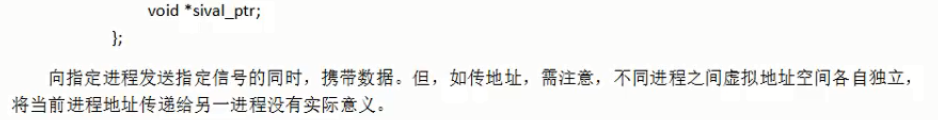 void *sival_ptr;
};
向指定进程发送指定信号的同时，携带数据。但，如传地址，需注意，不同进程之间虚拟地址空间各自独立，
将当前进程地址传递给另一进程没有实际意义。